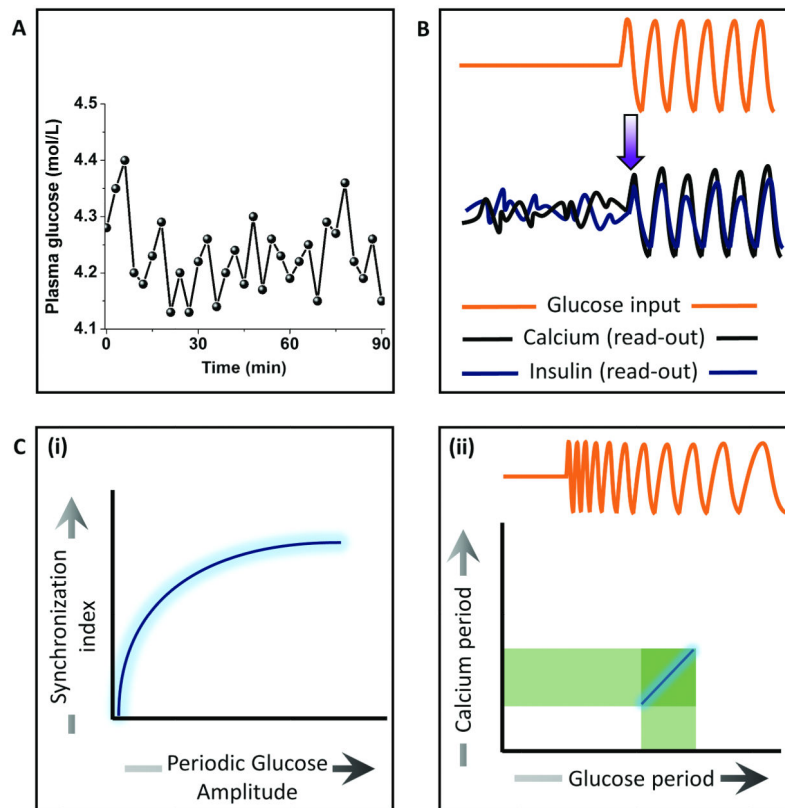 A
Plasma glucose (mol/L)
4.5
4.4
4.3
4.2
4.1
0
30
60
90
Time (min)
B
Glucose input
Calcium (read-out)
Insulin (read-out)
C
(i)
Synchronization
index
Periodic Glucose
Amplitude
(ii)
Calcium period
Glucose period